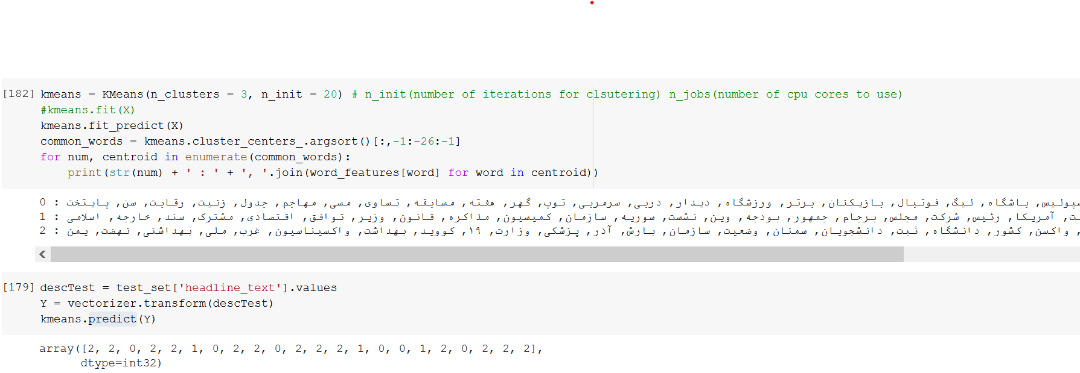 [182] kmeans = KMeans(n_clusters = 3, n_init = 20) # n_init(number of iterations for clsutering) n_jobs(number of cpu cores to use)
#kmeans.fit(X)
kmeans.fit_predict(X)
common_words = kmeans.cluster_centers_.argsort()[:,-1:-26:-1]
for num, centroid in enumerate(common_words):
print(str(num) + ' : ' + ', '.join(word_features[word] for word in centroid))
0 : باشگاه, لیگ, فوتبال, بازیکنان, برتر, ورزشگاه, دیدار, دربی, سرمربی, توپ, گهر, هفته, مسابقه, تساوی, مسی, مهاجم, جدول, زنیت, رقابت, سن, پایتخت
1 : آمریکا, رئیس, شرکت, مجلس, برجام, جمهور, بودجه, وین, نشست, سوریه, سازمان, کمیسیون, مذاکره, قانون, وزیر, توافق, اقتصادی, مشترک, سند, خارجه, اسلامی
2 : واکسن, کشور, دانشگاه, ثبت, دانشجویان, سمنان, وضعیت, سازمان, بارش, آذر, پزشکی, وزارت, ۱۹, کووید, بهداشت, واکسیناسیون, غرب, ملی, بهداشتی, نهضت, یمن
[179] descTest = test_set['headline_text'].values
Y = vectorizer.transform(descTest)
kmeans.predict(Y)
array([2, 2, 0, 2, 2, 1, 0, 2, 2, 0, 2, 2, 2, 1, 0, 0, 1, 2, 0, 2, 2, 2],
dtype=int32)